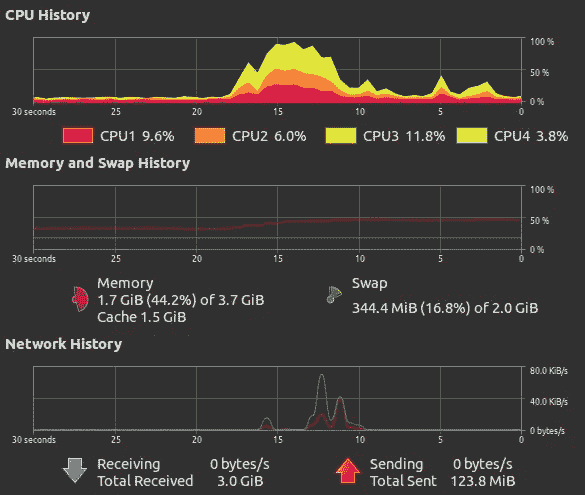 CPU History
100 %
50 %
0 %
30 seconds 25 20 15 10 5 0
CPU1 9.6% CPU2 6.0% CPU3 11.8% CPU4 3.8%
Memory and Swap History
100 %
50 %
0 %
30 seconds 25 20 15 10 5 0
Memory Swap
1.7 GiB (44.2%) of 3.7 GiB 344.4 MiB (16.8%) of 2.0 GiB
Cache 1.5 GiB
Network History
80.0 KiB/s
40.0 KiB/s
0 bytes/s
30 seconds 25 20 15 10 5 0
Receiving 0 bytes/s Sending 0 bytes/s
Total Received 3.0 GiB Total Sent 123.8 MiB